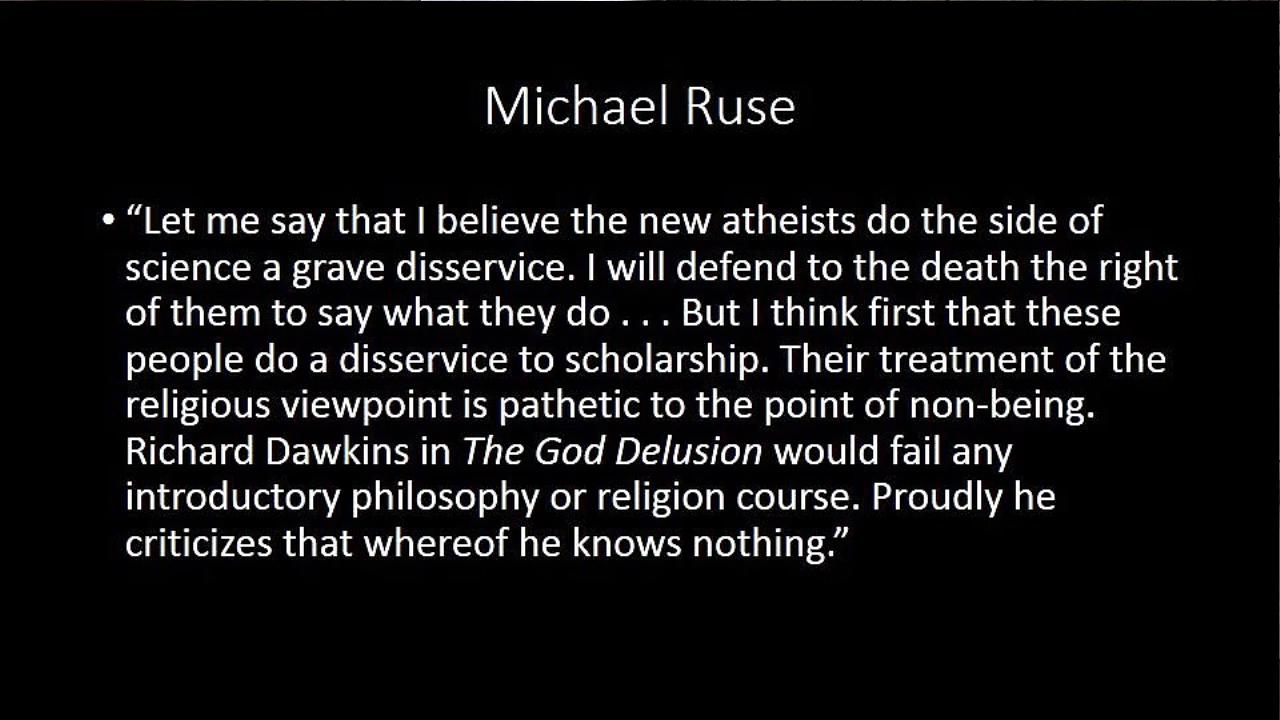 Michael Ruse
• “Let me say that I believe the new atheists do the side of
science a grave disservice. I will defend to the death the right
of them to say what they do . . . But I think first that these
people do a disservice to scholarship. Their treatment of the
religious viewpoint is pathetic to the point of non-being.
Richard Dawkins in The God Delusion would fail any
introductory philosophy or religion course. Proudly he
criticizes that whereof he knows nothing.”